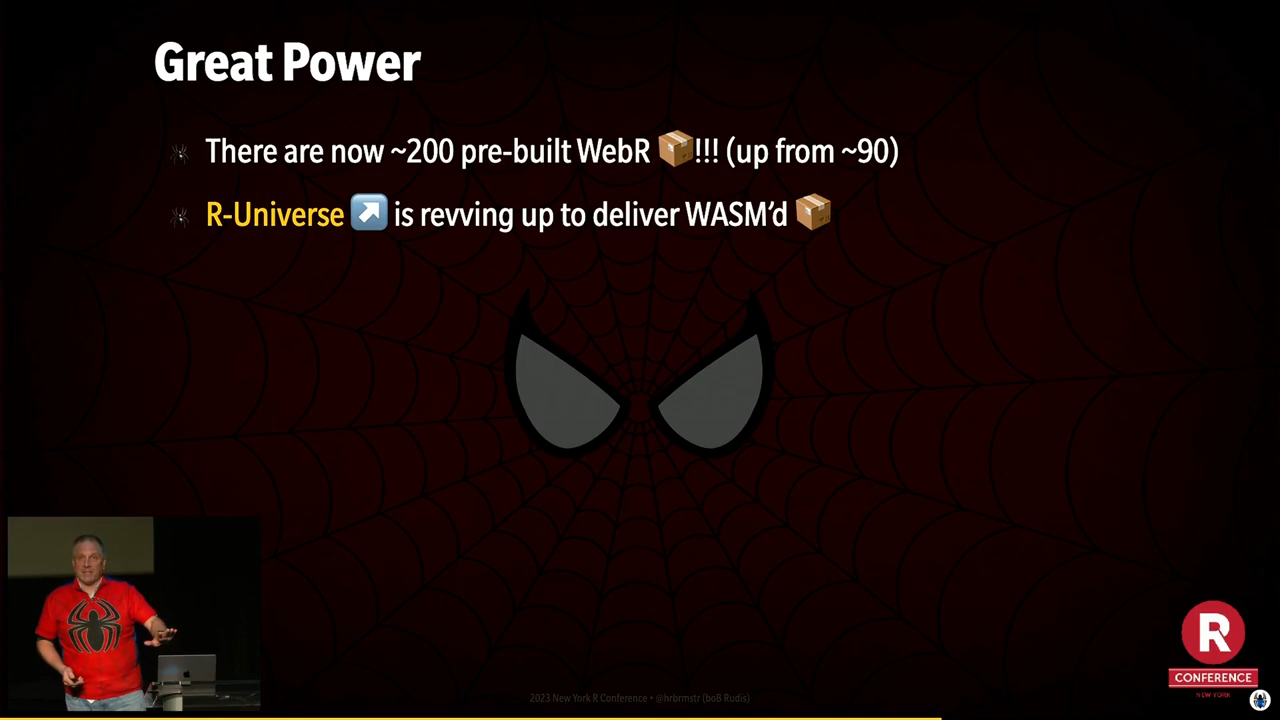 Great Power
There are now ~200 pre-built WebR 📦!!! (up from ~90)
R-Universe ↗️ is revving up to deliver WASM’d 📦
R
CONFERENCE
NEW YORK
2023 New York R Conference • @hrbrmstr (boB Rudis)